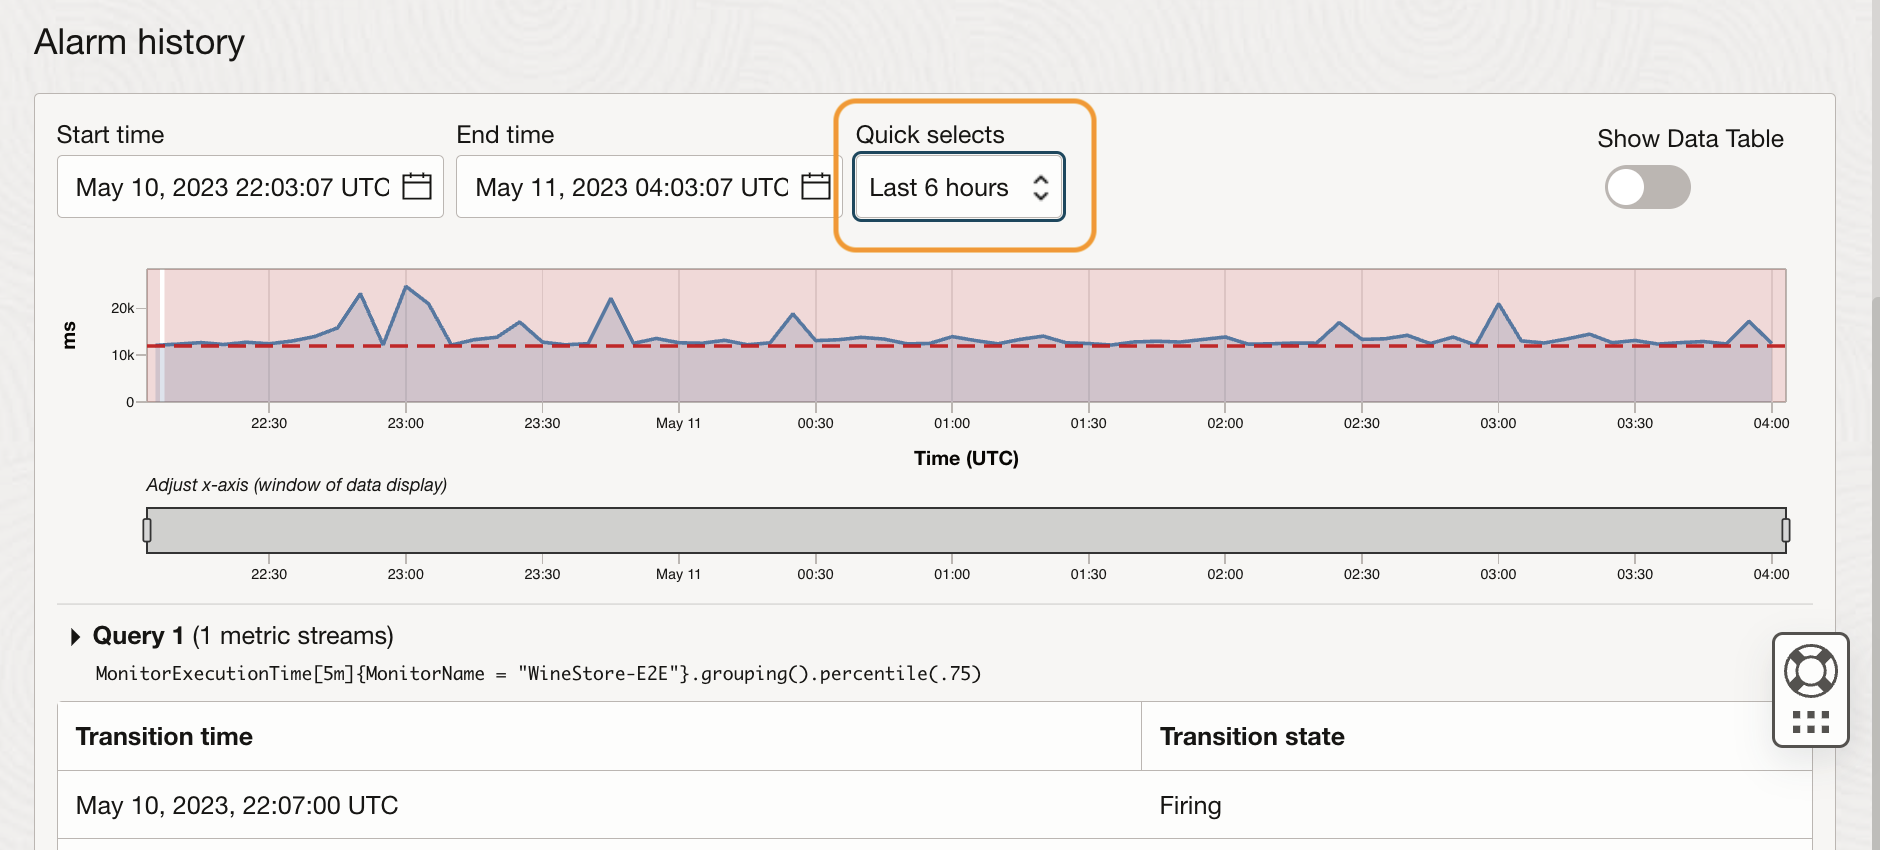 Alarm history
Start time
End time
Quick selects
Show Data Table
May 10, 2023 22:03:07 UTC
May 11, 2023 04:03:07 UTC
Last 6 hours
ms
20k
10k
0
22:30 23:00 23:30 May 11 00:30 01:00 01:30 02:00 02:30 03:00 03:30 04:00
Time (UTC)
Adjust x-axis (window of data display)
22:30 23:00 23:30 May 11 00:30 01:00 01:30 02:00 02:30 03:00 03:30 04:00
Query 1 (1 metric streams)
MonitorExecutionTime[5m]{MonitorName = "WineStore-E2E"}.grouping().percentile(.75)
Transition time
Transition state
May 10, 2023, 22:07:00 UTC
Firing